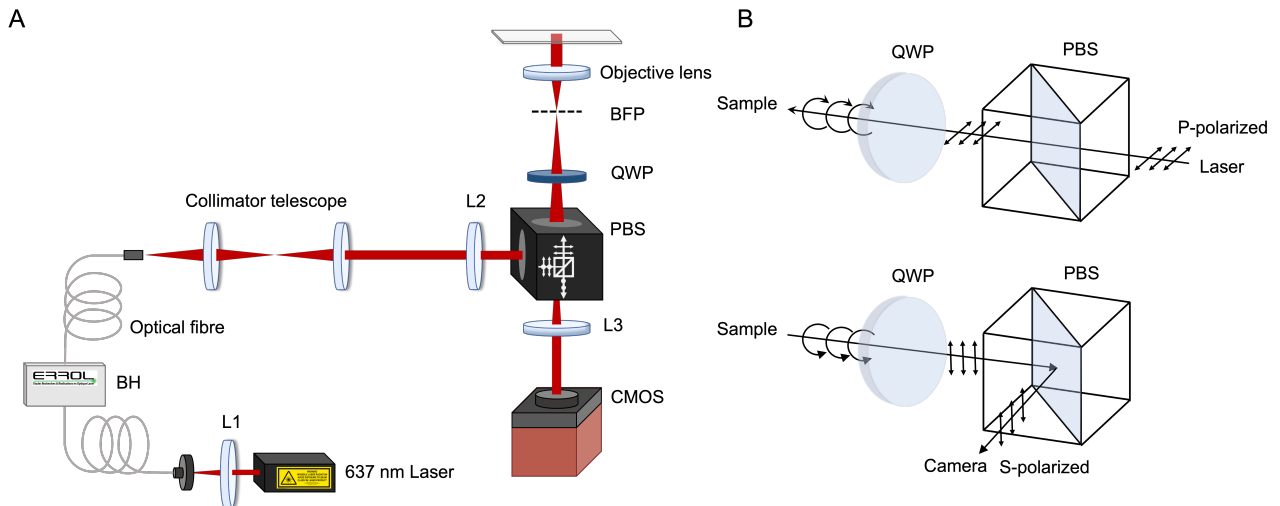 A
Objective lens
BFP
QWP
Collimator telescope
L2
PBS
Optical fibre
L3
ERROL
BH
CMOS
L1
637 nm Laser
B
QWP
PBS
Sample
P-polarized
Laser
QWP
PBS
Sample
Camera
S-polarized